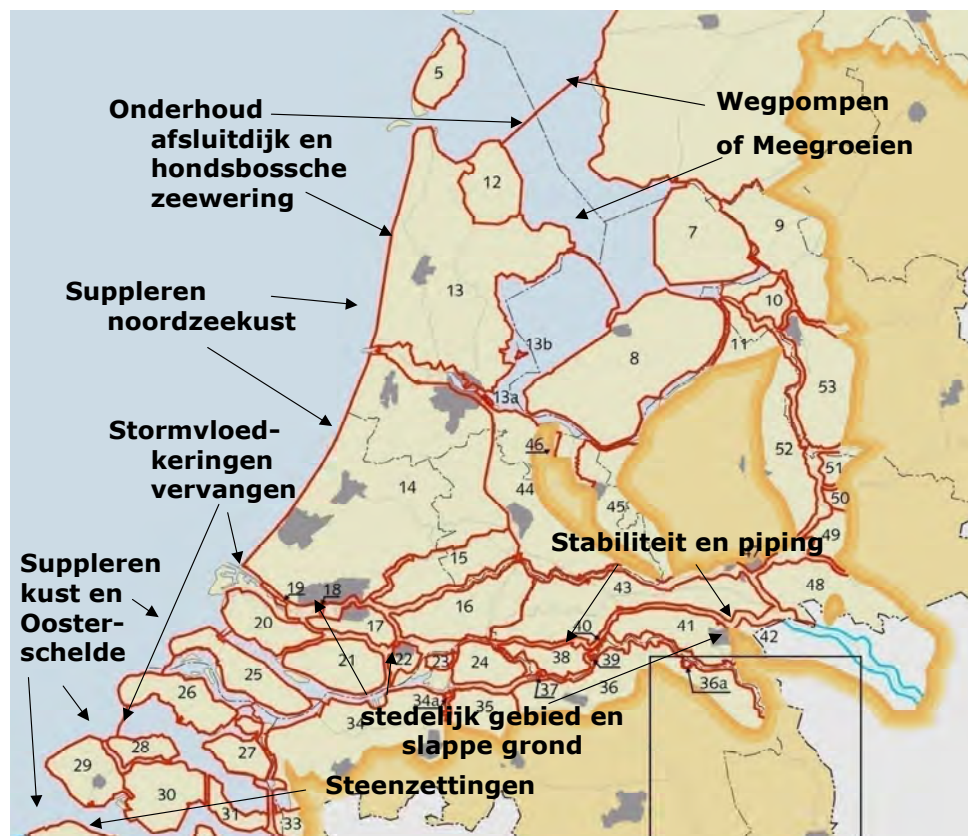 5
Onderhoud
afsluitdijk en
hondsbossche
zeewering
Wegpompen
of Meegroeien
12
7
9
13
10
Suppleren
noordzeekust
13b
11
8
53
13a
Stormvloed-
keringen
vervangen
46
52
51
14
44
50
45
49
Stabiliteit en piping
47
Suppleren
kust en
Ooster-
schelde
15
43
48
19
18
16
20
17
40
41
42
21
22
23
24
38
39
25
37
36
36a
26
34a
35
34
stedelijk gebied en
slappe grond
28
27
29
Steenzettingen
30
31
33